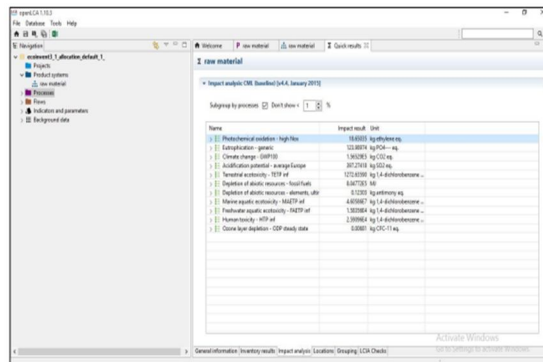 openLCA 1.10.3
File Database Tools Help
Navigation
ecoinvent3_1_allocation_default_1_
Projects
Product systems
raw material
Processes
Flows
Indicators and parameters
Background data
Welcome raw material raw material Quick results
raw material
Impact analysis CML (baseline) [v4.4, January 2015]
Subgroup by processes Don't show < 1 %
Name Impact result Unit
Photochemical oxidation - high Nox kg ethylene eq.
Eutrophication - generic kg PO4--- eq.
Climate change - GWP100 kg CO2 eq.
Acidification potential - average Europe kg SO2 eq.
Terrestrial ecotoxicity - TETP inf kg 1,4-dichlorobenzene ...
Depletion of abiotic resources - fossil fuels MJ
Depletion of abiotic resources - elements, ultir kg antimony eq.
Marine aquatic ecotoxicity - MAETP inf kg 1,4-dichlorobenzene ...
Freshwater aquatic ecotoxicity - FAETP inf kg 1,4-dichlorobenzene ...
Human toxicity - HTP inf kg 1,4-dichlorobenzene ...
Ozone layer depletion - ODP steady state kg CFC-11 eq.
Activate Windows
Go to Settings to activate Windows.
General information Inventory results Impact analysis Locations Grouping LCIA Checks